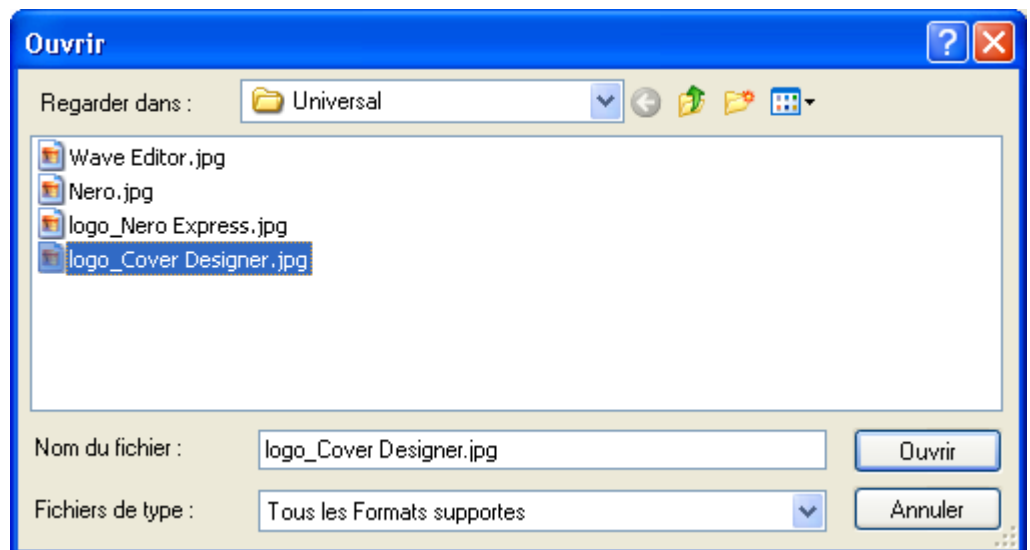 Ouvrir
Regarder dans :
Universal
Wave Editor.jpg
Nero.jpg
logo_Nero Express.jpg
logo_Cover Designer.jpg
Nom du fichier :
logo_Cover Designer.jpg
Ouvrir
Fichiers de type :
Tous les Formats supportes
Annuler